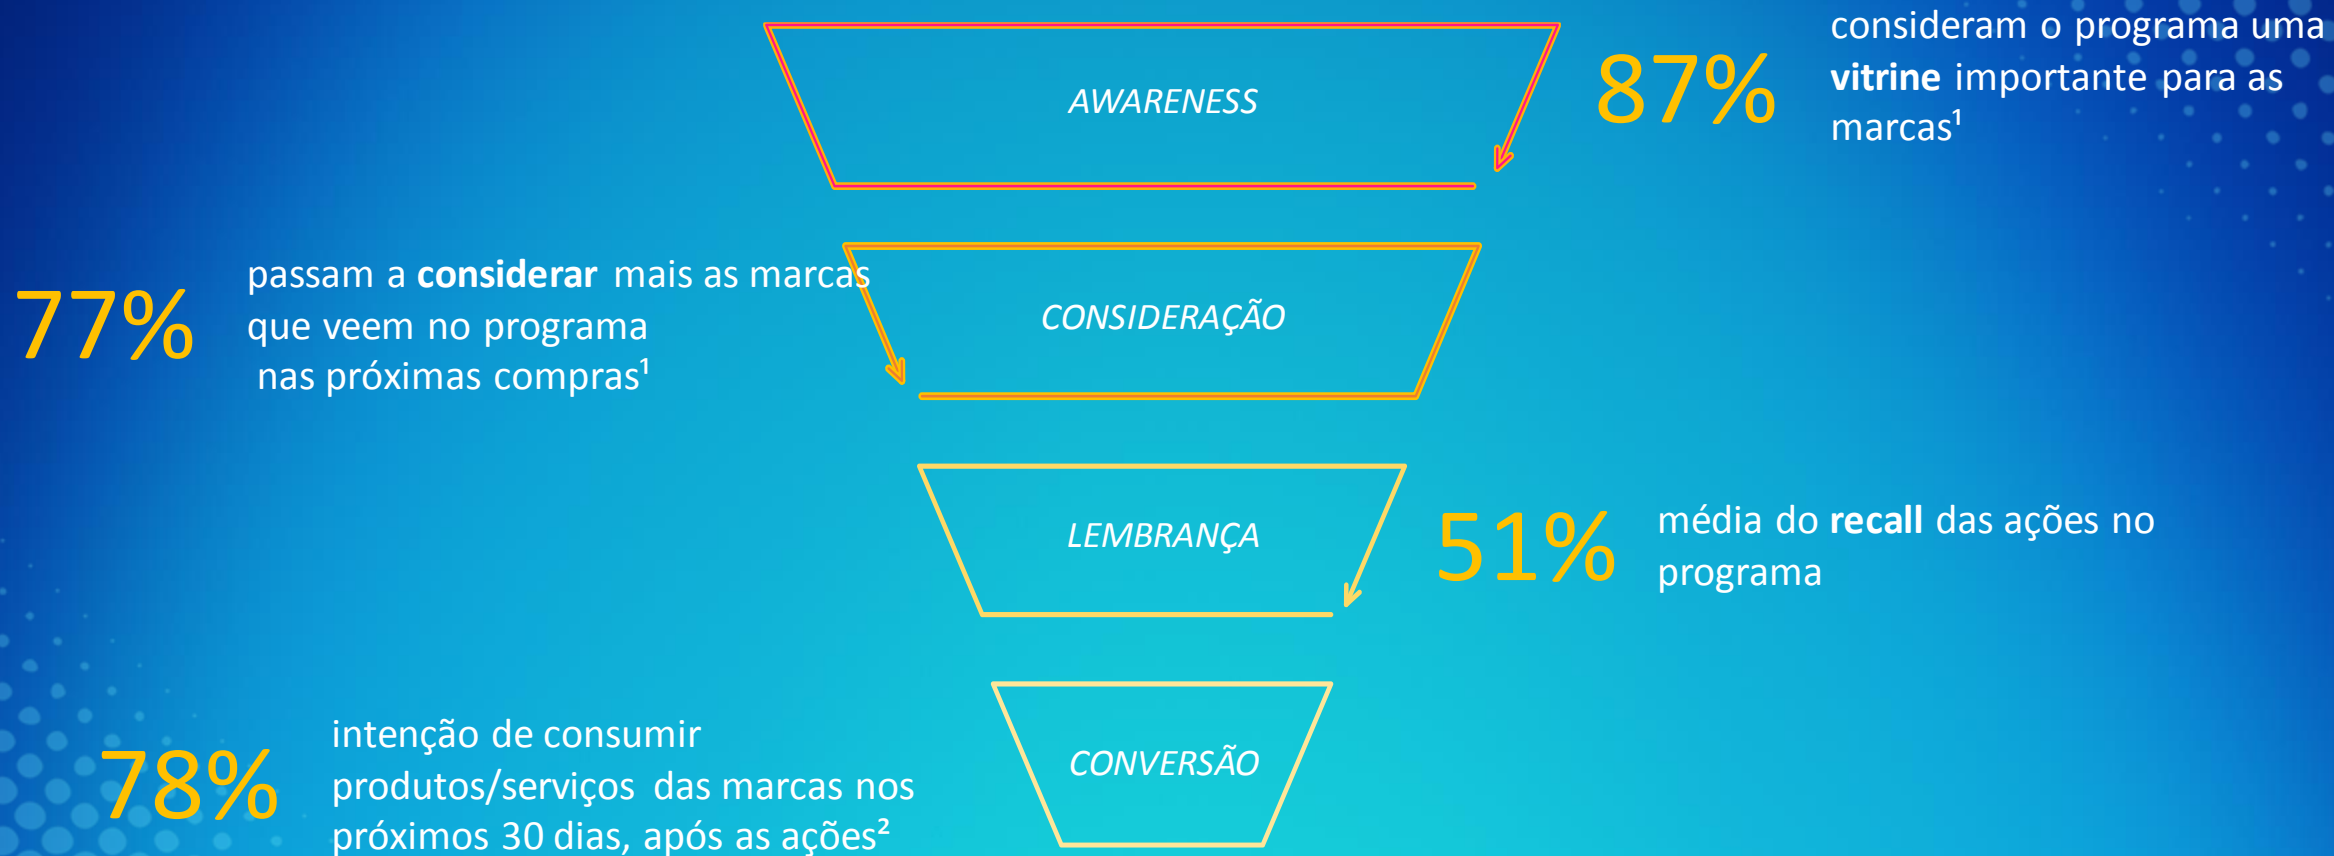 AWARENESS
87%
consideram o programa uma
vitrine importante para as
marcas¹
77%
passam a considerar mais as marcas
que veem no programa
nas próximas compras¹
CONSIDERAÇÃO
LEMBRANÇA
51%
média do recall das ações no
programa
78%
intenção de consumir
produtos/serviços das marcas nos
próximos 30 dias, após as ações²
CONVERSÃO